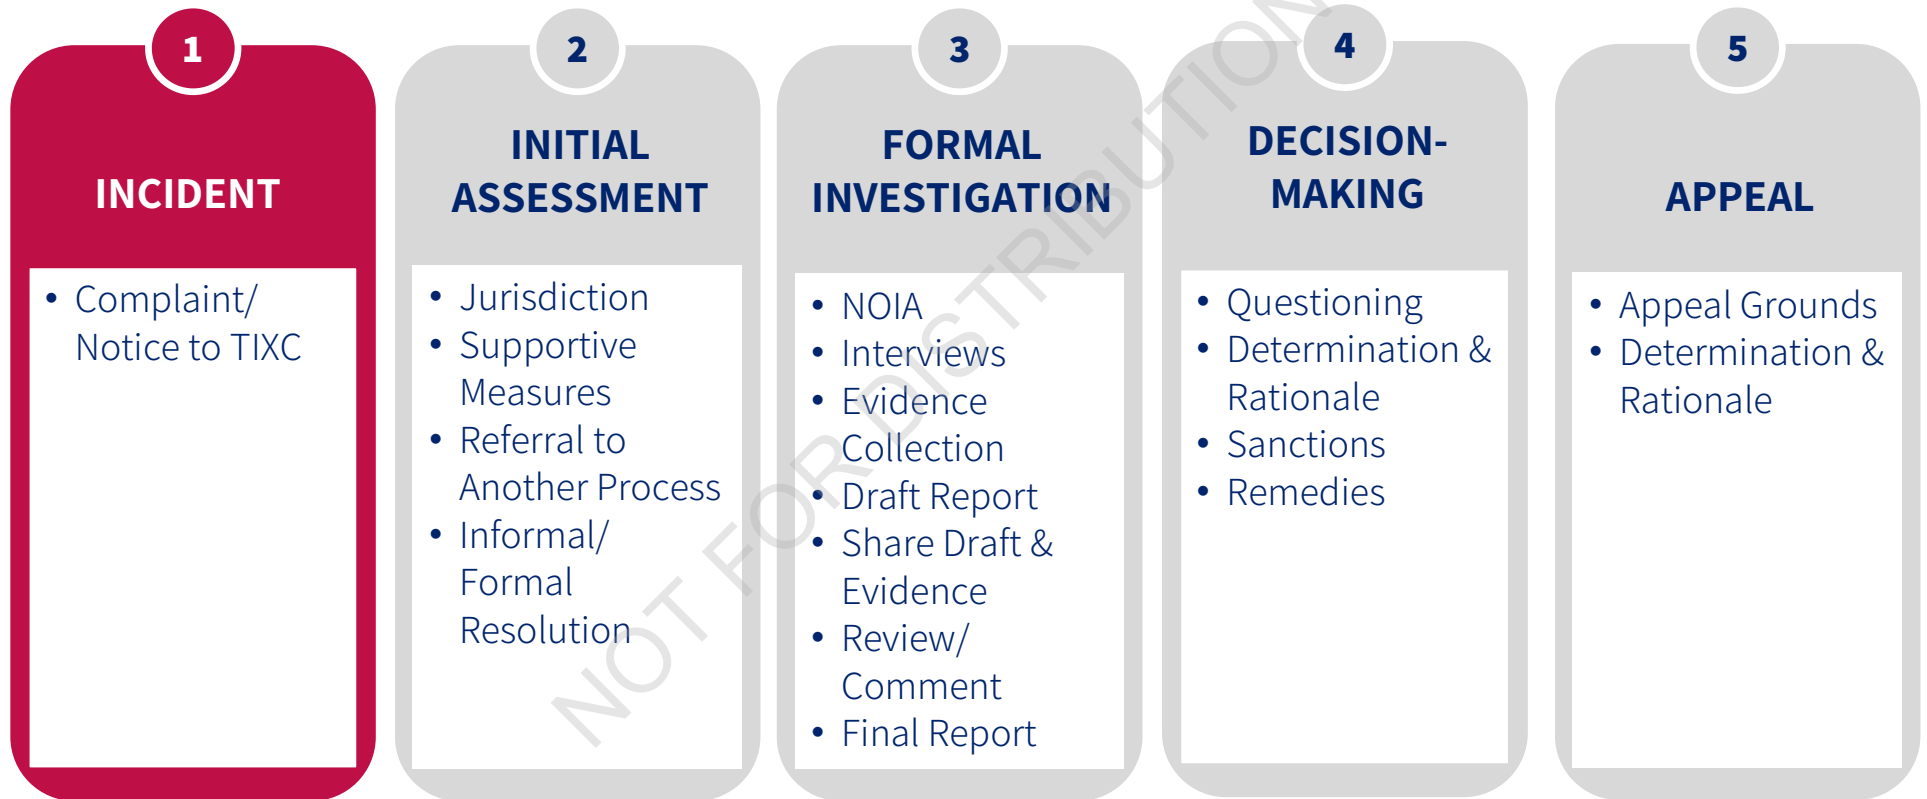 1
INCIDENT
• Complaint/
Notice to TIXC
2
INITIAL
ASSESSMENT
• Jurisdiction
• Supportive
Measures
• Referral to
Another Process
• Informal/
Formal
Resolution
3
FORMAL
INVESTIGATION
• NOIA
• Interviews
• Evidence
Collection
• Draft Report
• Share Draft &
Evidence
• Review/
Comment
• Final Report
4
DECISION-
MAKING
• Questioning
• Determination &
Rationale
• Sanctions
• Remedies
5
APPEAL
• Appeal Grounds
• Determination &
Rationale
NOT FOR DISTRIBUTION